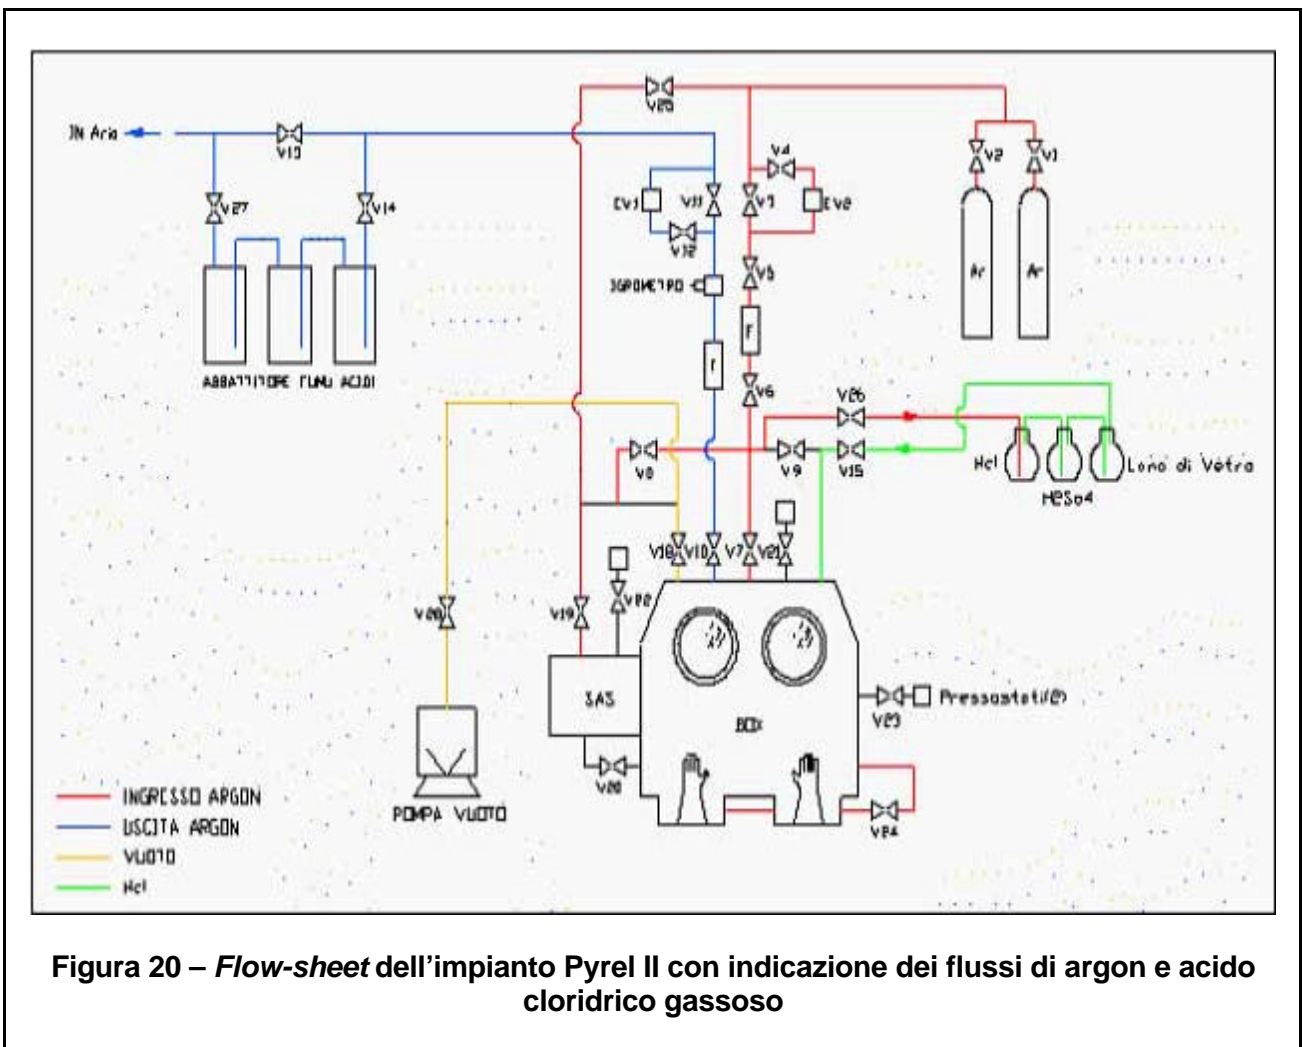 V25
IN Aria
V13
V4
V2
V1
V27
V14
EV1
V11
V3
EV2
V12
V5
IGROMETRO
Ar
Ar
F
F
ABBATTITORE FUMI ACIDI
V6
V26
V8
V9
V15
Hcl
Lana di Vetro
H2So4
V18
V10
V7
V21
V22
V19
SAS
BOX
Pressostati(2)
V23
V24
POMPA VUOTO
INGRESSO ARGON
USCITA ARGON
VUOTO
Hcl
Figura 20 – Flow-sheet dell'impianto Pyrel II con indicazione dei flussi di argon e acido
cloridrico gassoso